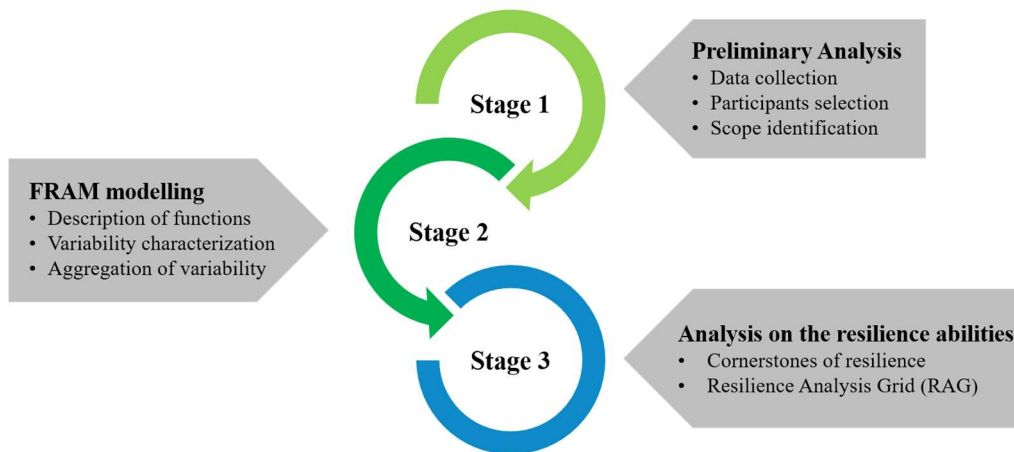 Stage 1
Preliminary Analysis
• Data collection
• Participants selection
• Scope identification
FRAM modelling
• Description of functions
• Variability characterization
• Aggregation of variability
Stage 2
Stage 3
Analysis on the resilience abilities
• Cornerstones of resilience
• Resilience Analysis Grid (RAG)